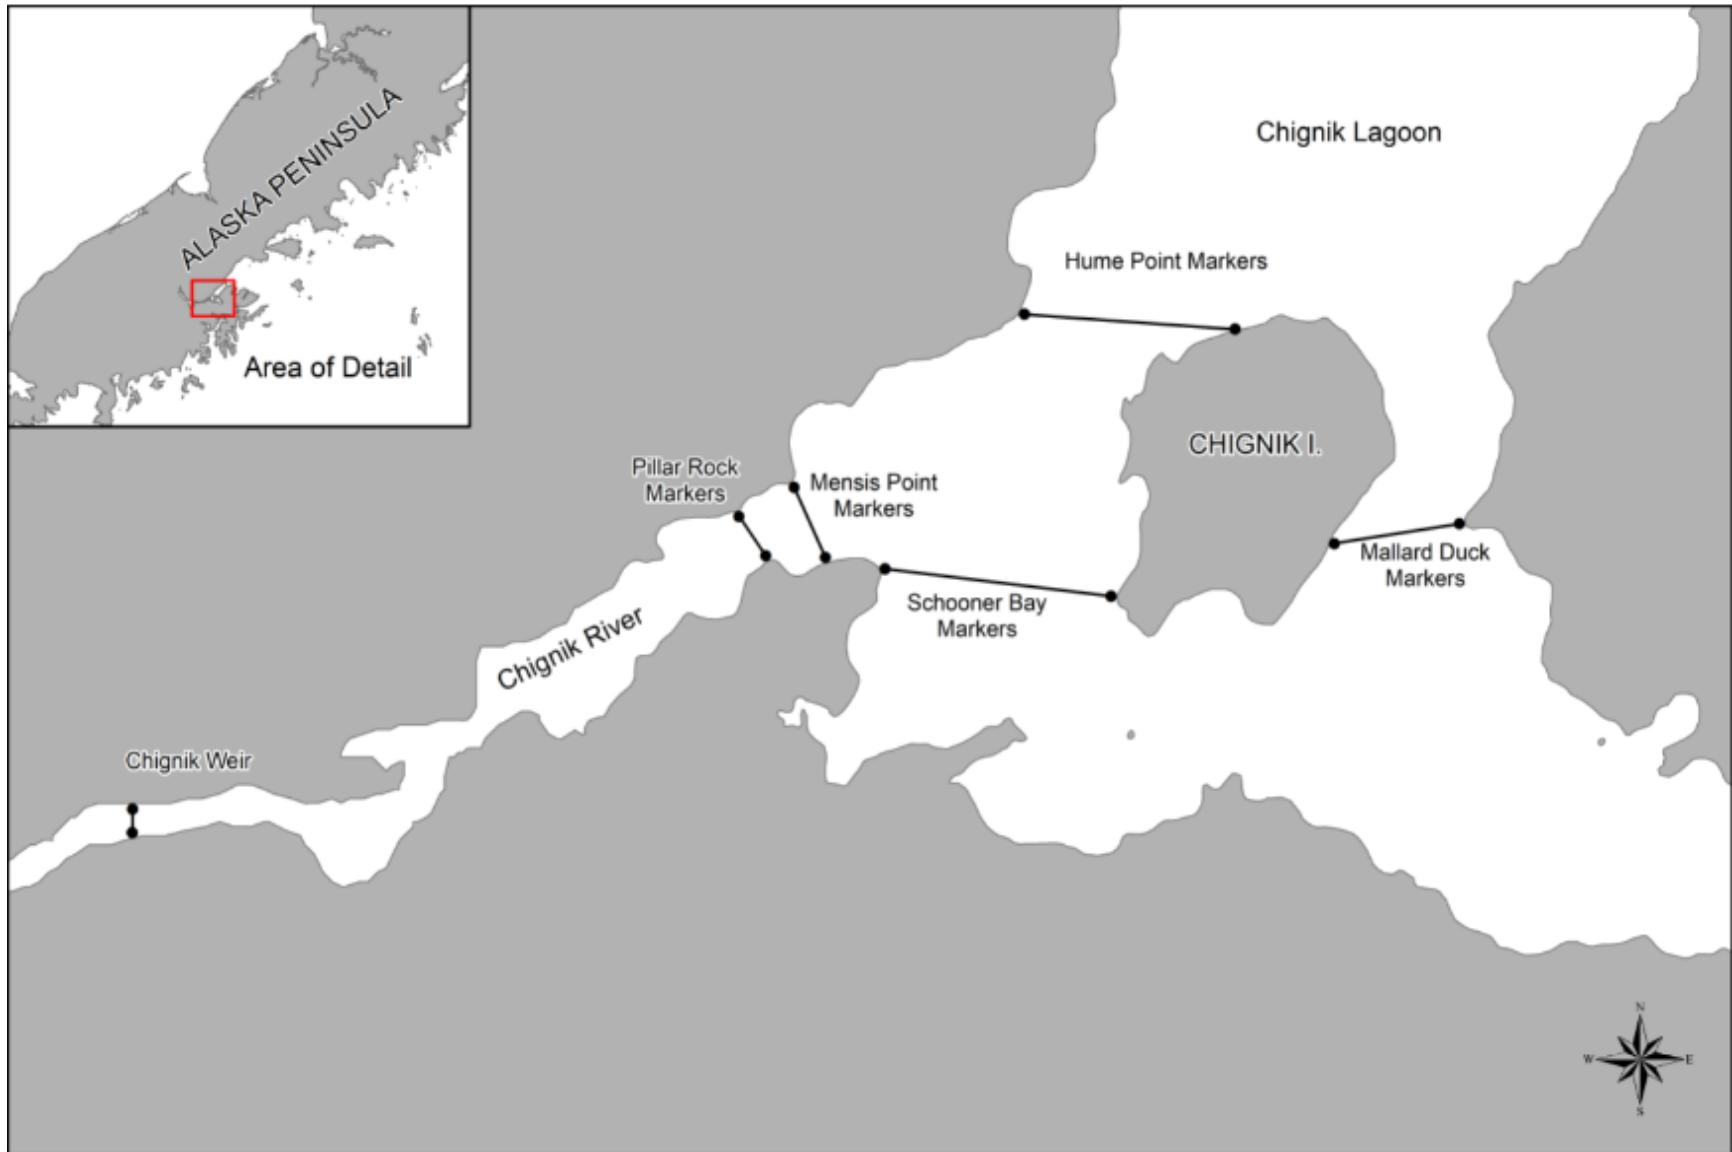 ALASKA PENINSULA
Area of Detail
Chignik Lagoon
Hume Point Markers
CHIGNIK I.
Pillar Rock
Markers
Mensis Point
Markers
Mallard Duck
Markers
Schooner Bay
Markers
Chignik River
Chignik Weir
N
W
E
S